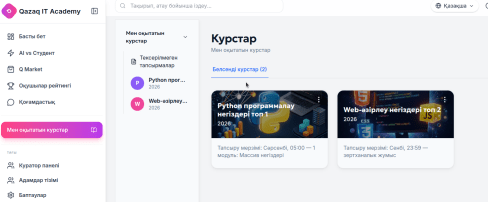 Qazaq IT Academy
Тақырып, атау бойынша іздеу...
Қазақша
Басты бет
AI vs Студент
Q Market
Оқушылар рейтингі
Қоғамдастық
Мен оқытатын курстар
Куратор панелі
Адамдар тізімі
Баптаулар
Мен оқытатын
курстар
Тексерілмеген
тапсырмалар
P
Python прог...
2026
W
Web-әзірлеу...
2026
Курстар
Мен оқытатын курстар
Белсенді курстар (2)
Python программалау
негіздері топ 1
2026
Тапсыру мерзімі: Сәрсенбі, 05:00 — 1
модуль: Массив негіздері
Web-әзірлеу негіздері топ 2
2026
Тапсыру мерзімі: Сенбі, 23:59 —
зертханалық жұмыс